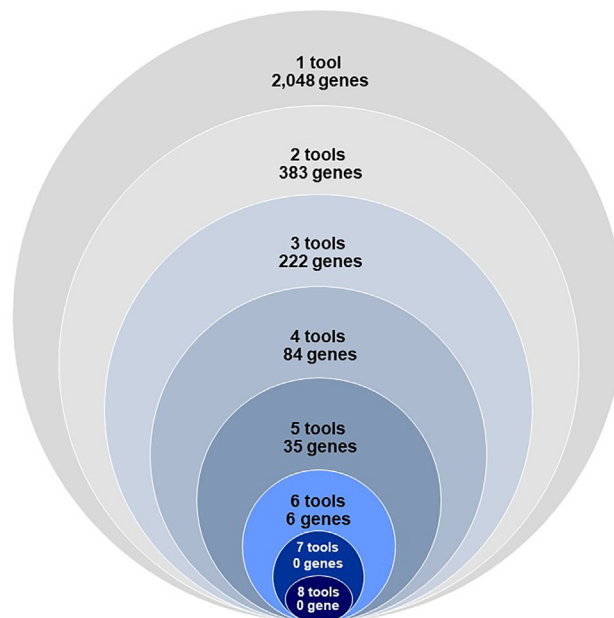 1 tool
2,048 genes
2 tools
383 genes
3 tools
222 genes
4 tools
84 genes
5 tools
35 genes
6 tools
6 genes
7 tools
0 genes
8 tools
0 gene